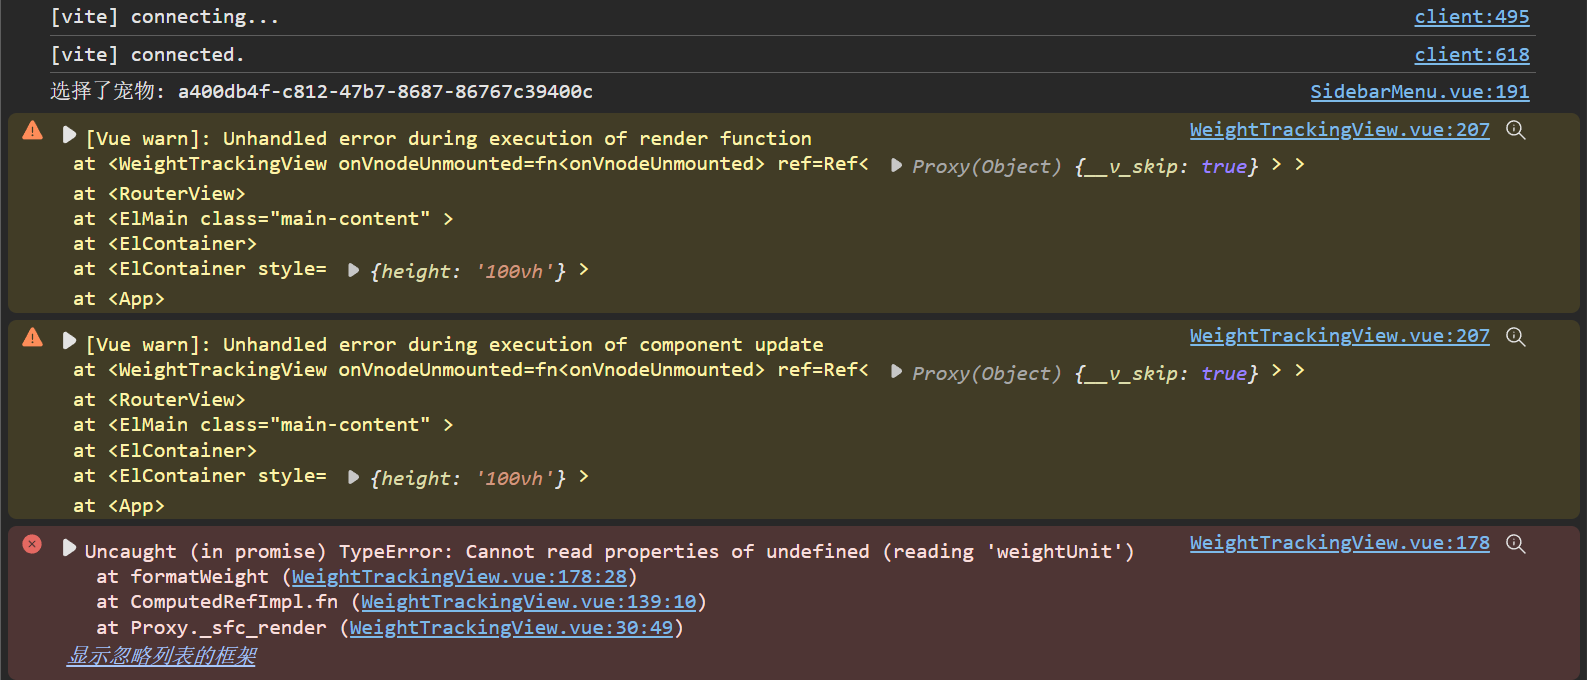 [vite] connecting... client:495
[vite] connected. client:618
选择了宠物: a400db4f-c812-47b7-8687-86767c39400c SidebarMenu.vue:191
[Vue warn]: Unhandled error during execution of render function WeightTrackingView.vue:207
at <WeightTrackingView onVnodeUnmounted=fn<onVnodeUnmounted> ref=Ref< Proxy(Object) {__v_skip: true} > >
at <RouterView>
at <ElMain class="main-content" >
at <ElContainer>
at <ElContainer style= {height: '100vh'} >
at <App>
[Vue warn]: Unhandled error during execution of component update WeightTrackingView.vue:207
at <WeightTrackingView onVnodeUnmounted=fn<onVnodeUnmounted> ref=Ref< Proxy(Object) {__v_skip: true} > >
at <RouterView>
at <ElMain class="main-content" >
at <ElContainer>
at <ElContainer style= {height: '100vh'} >
at <App>
Uncaught (in promise) TypeError: Cannot read properties of undefined (reading 'weightUnit') WeightTrackingView.vue:178
at formatWeight (WeightTrackingView.vue:178:28)
at ComputedRefImpl.fn (WeightTrackingView.vue:139:10)
at Proxy._sfc_render (WeightTrackingView.vue:30:49)
显示忽略列表的框架